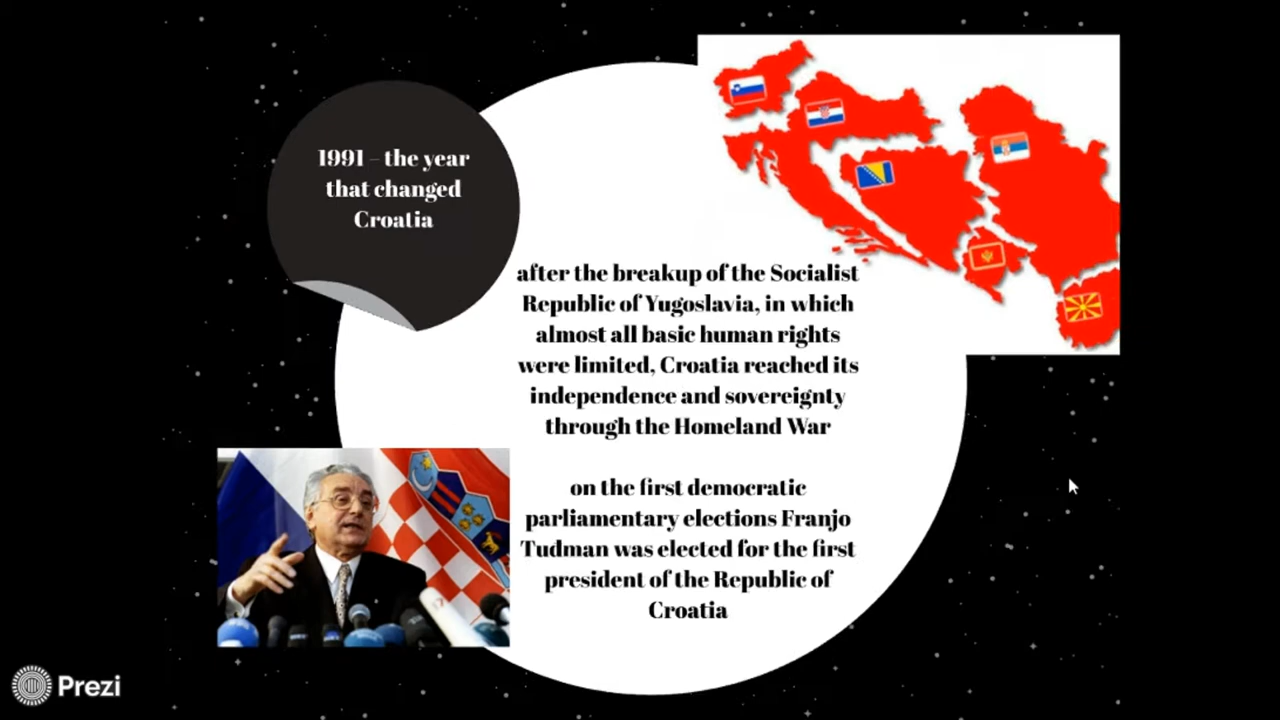 1991 – the year
that changed
Croatia
after the breakup of the Socialist
Republic of Yugoslavia, in which
almost all basic human rights
were limited, Croatia reached its
independence and sovereignty
through the Homeland War
on the first democratic
parliamentary elections Franjo
Tudman was elected for the first
president of the Republic of
Croatia
Prezi